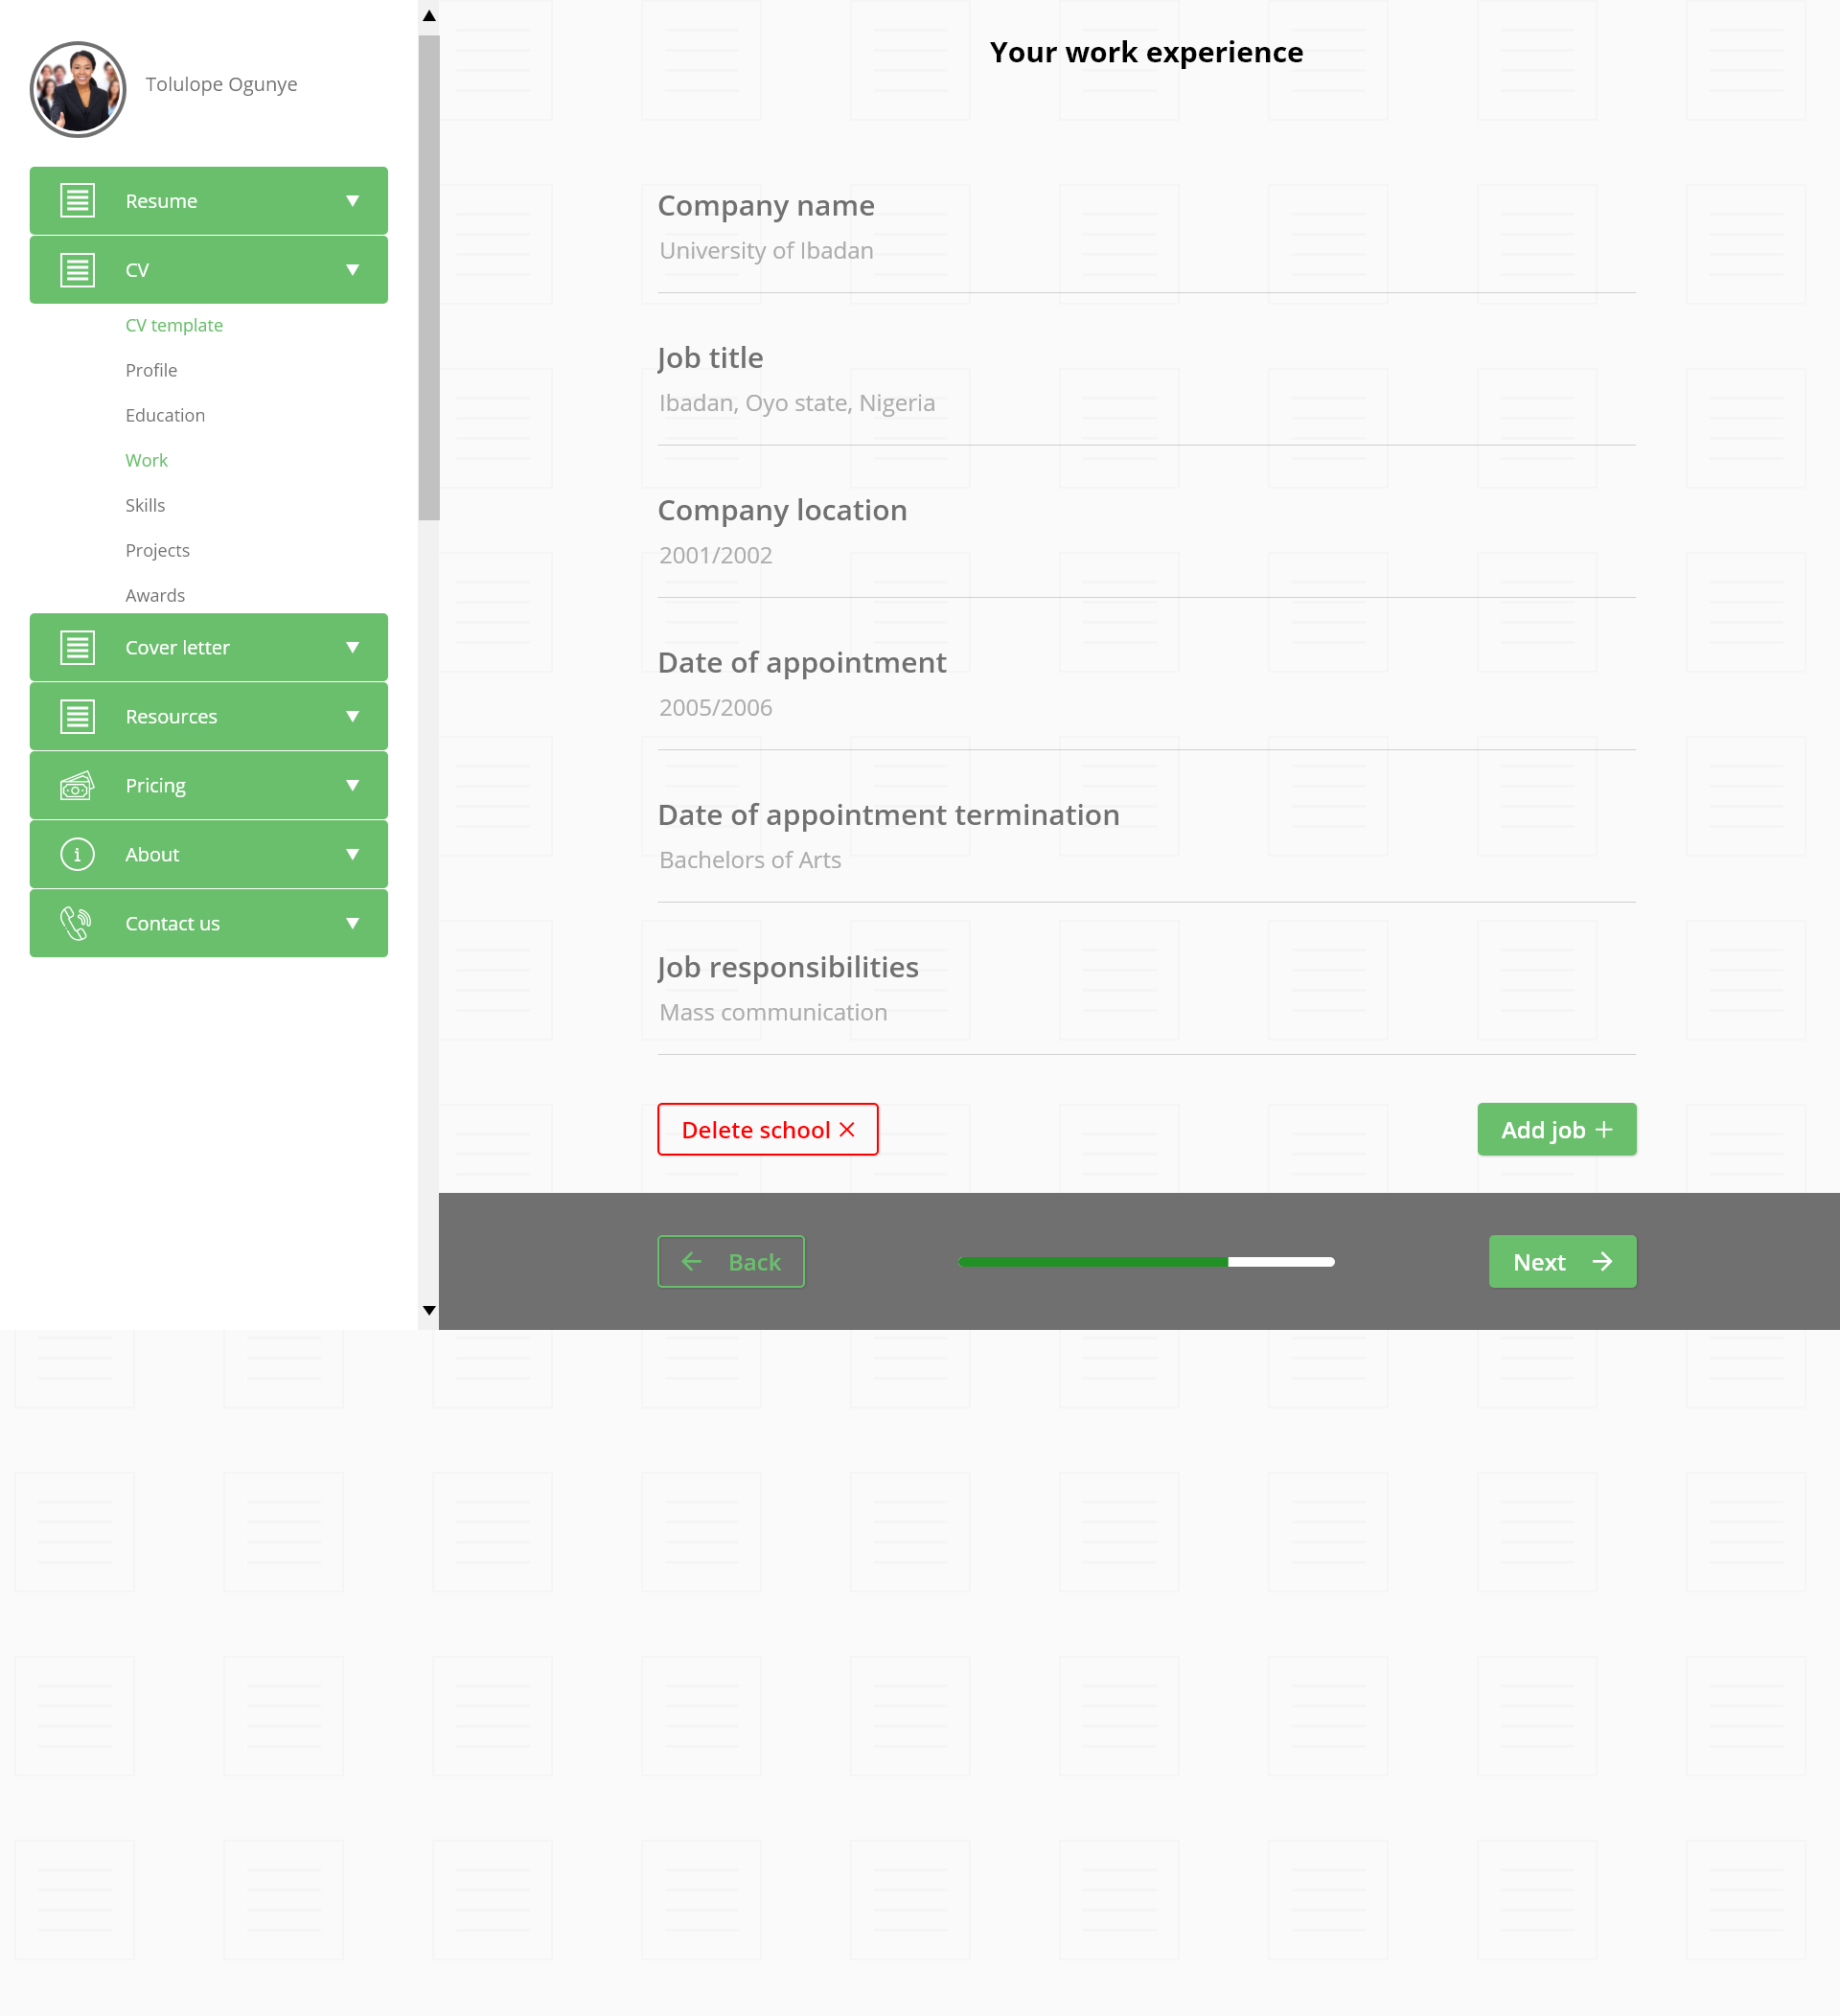 Tolulope Ogunye
Resume
CV
CV template
Profile
Education
Work
Skills
Projects
Awards
Cover letter
Resources
Pricing
About
Contact us
Your work experience
Company name
University of Ibadan
Job title
Ibadan, Oyo state, Nigeria
Company location
2001/2002
Date of appointment
2005/2006
Date of appointment termination
Bachelors of Arts
Job responsibilities
Mass communication
Delete school
Add job
Back
Next